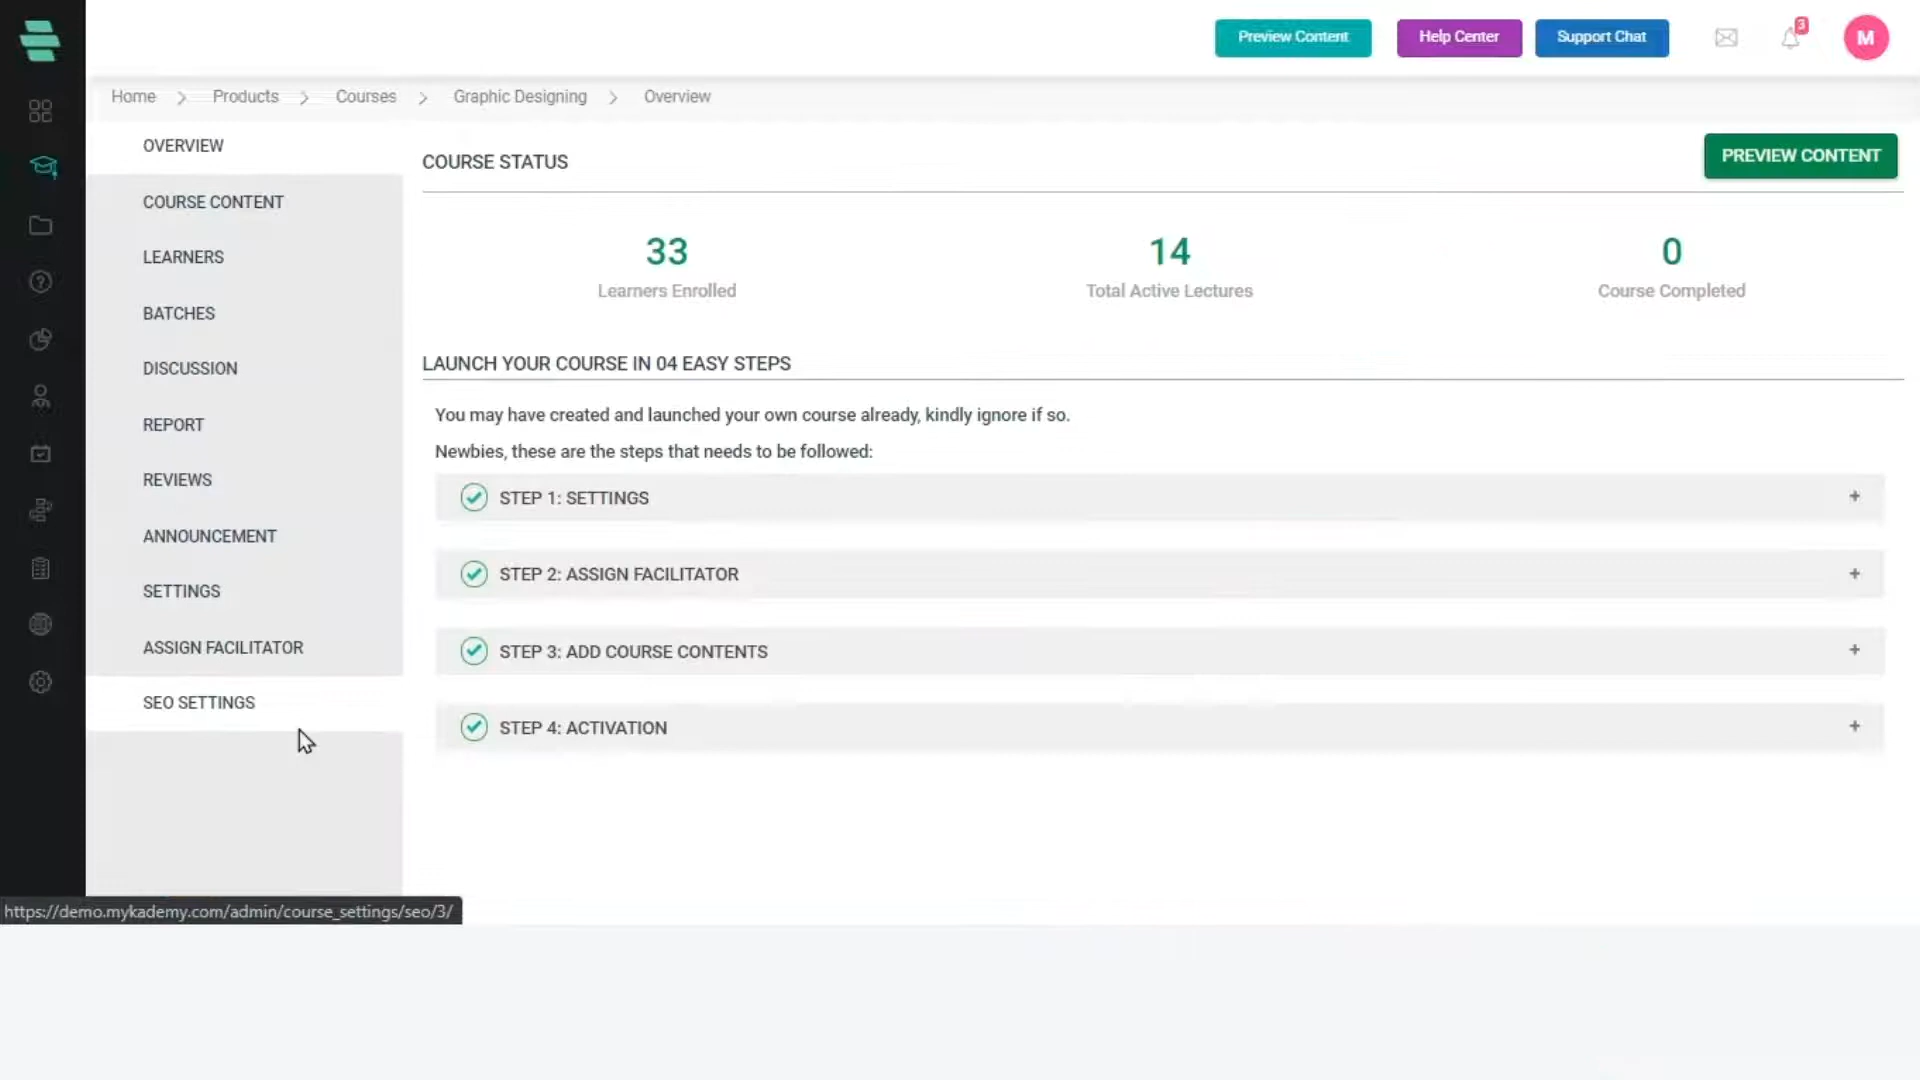 Preview Content
Help Center
Support Chat
3
M
Home > Products > Courses > Graphic Designing > Overview
OVERVIEW
COURSE CONTENT
LEARNERS
BATCHES
DISCUSSION
REPORT
REVIEWS
ANNOUNCEMENT
SETTINGS
ASSIGN FACILITATOR
SEO SETTINGS
COURSE STATUS
PREVIEW CONTENT
33
Learners Enrolled
14
Total Active Lectures
0
Course Completed
LAUNCH YOUR COURSE IN 04 EASY STEPS
You may have created and launched your own course already, kindly ignore if so.
Newbies, these are the steps that needs to be followed:
STEP 1: SETTINGS +
STEP 2: ASSIGN FACILITATOR +
STEP 3: ADD COURSE CONTENTS +
STEP 4: ACTIVATION +
https://demo.mykademy.com/admin/course_settings/seo/3/